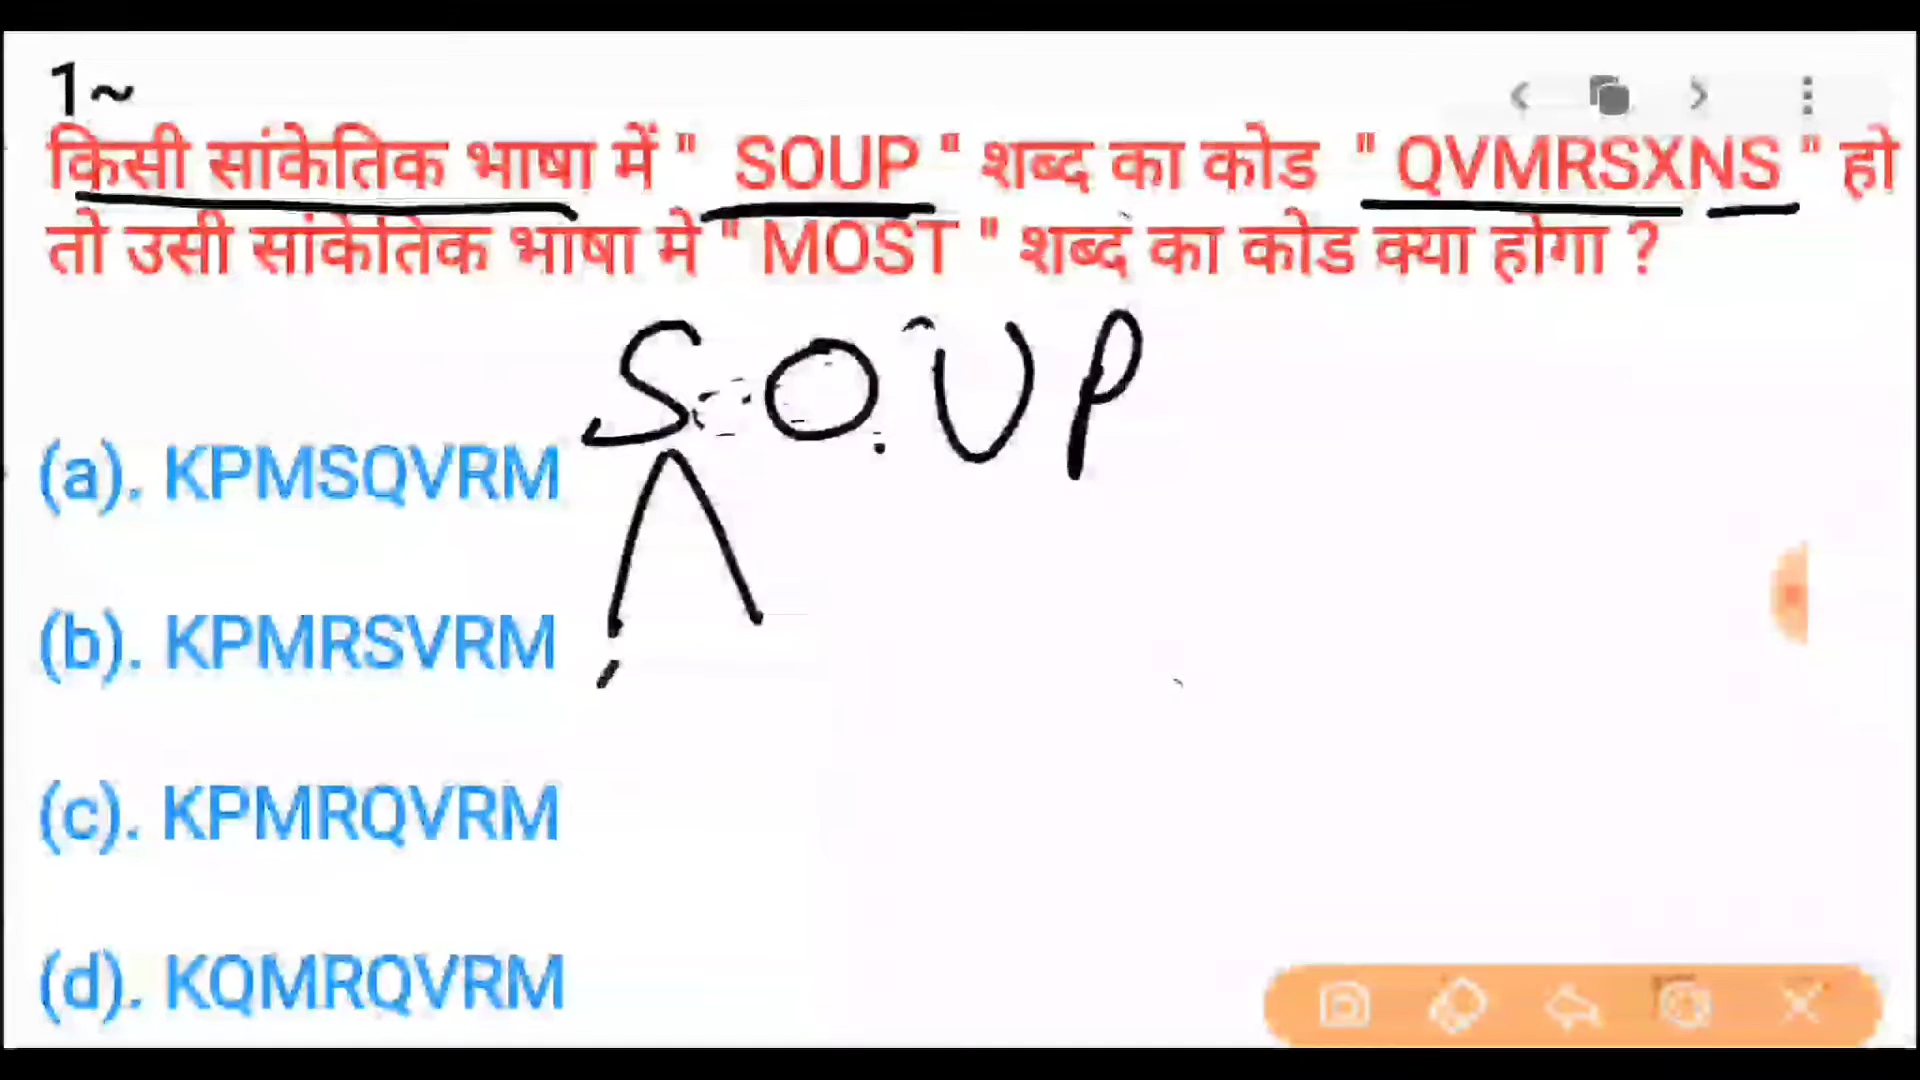 1~
किसी सांकेतिक भाषा में " SOUP " शब्द का कोड " QVMRSXNS " हो
तो उसी सांकेतिक भाषा मे " MOST " शब्द का कोड क्या होगा ?
SOUP
(a). KPMSQVRM
(b). KPMRSVRM
(c). KPMRQVRM
(d). KQMRQVRM